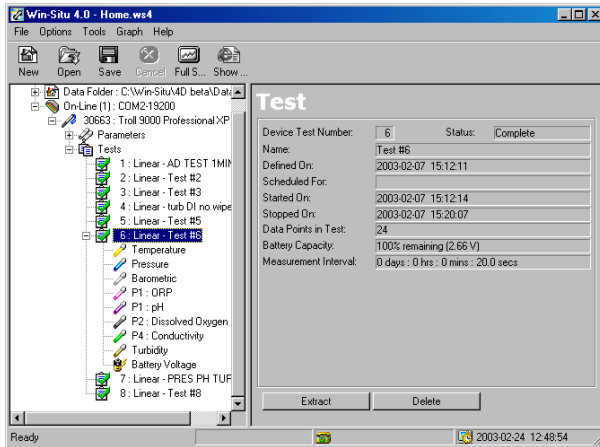 Win-Situ 4.0 - Home.ws4
File Options Tools Graph Help
New Open Save Cancel Full S... Show ...
Data Folder : C:\Win-Situ\4D beta\Data
On-Line (1) : COM2-19200
30663 : Troll 9000 Professional XP
Parameters
Tests
1 : Linear - AD TEST 1MIN
2 : Linear - Test #2
3 : Linear - Test #3
4 : Linear - turb DI no wipe
5 : Linear - Test #5
6 : Linear - Test #6
Temperature
Pressure
Barometric
P1 : ORP
P1 : pH
P2 : Dissolved Oxygen
P4 : Conductivity
Turbidity
Battery Voltage
7 : Linear - PRES PH TUF
8 : Linear - Test #8
Test
Device Test Number: 6 Status: Complete
Name: Test #6
Defined On: 2003-02-07 15:12:11
Scheduled For:
Started On: 2003-02-07 15:12:14
Stopped On: 2003-02-07 15:20:07
Data Points in Test: 24
Battery Capacity: 100% remaining (2.66 V)
Measurement Interval: 0 days : 0 hrs : 0 mins : 20.0 secs
Extract Delete
Ready 2003-02-24 12:48:54